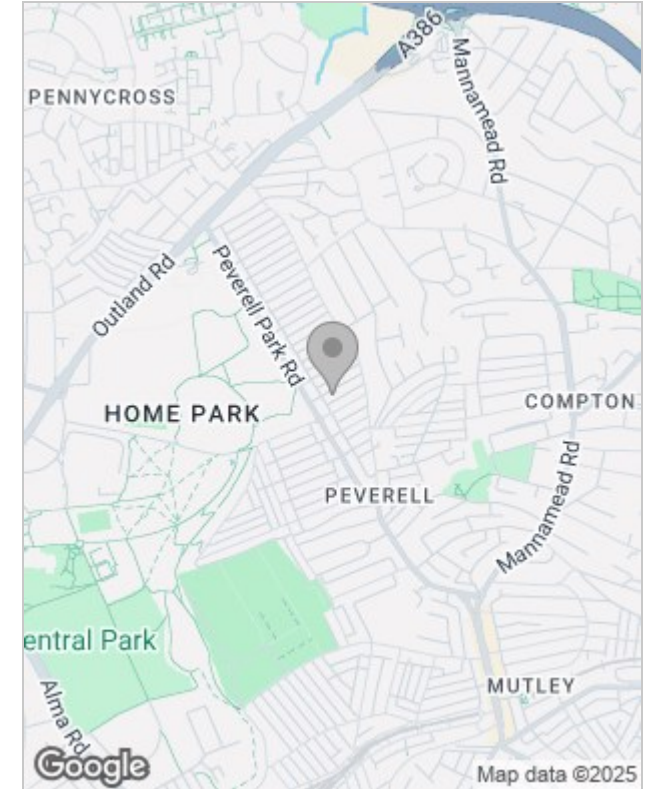 A386
Mannamead Rd
PENNYCROSS
Outland Rd
Peverell Park Rd
HOME PARK
COMPTON
PEVERELL
Mannamead Rd
entral Park
MUTLEY
Alma Rd
Google
Map data ©2025